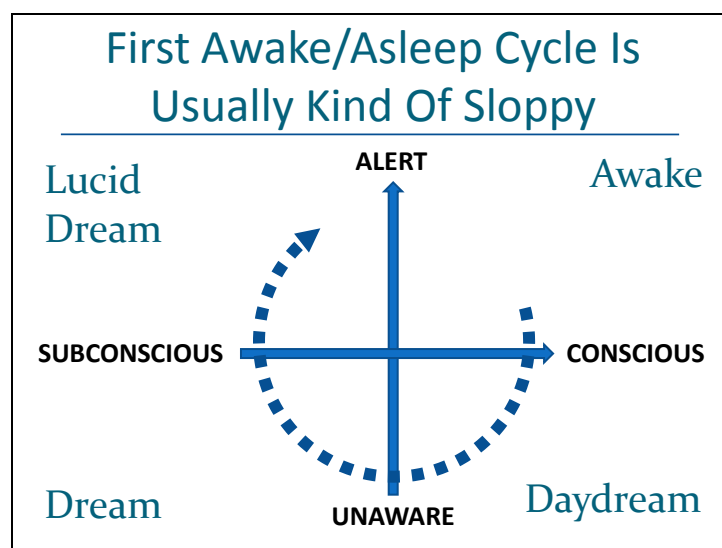 First Awake/Asleep Cycle Is
Usually Kind Of Sloppy
ALERT
Lucid
Dream
Awake
SUBCONSCIOUS
CONSCIOUS
Dream
UNAWARE
Daydream